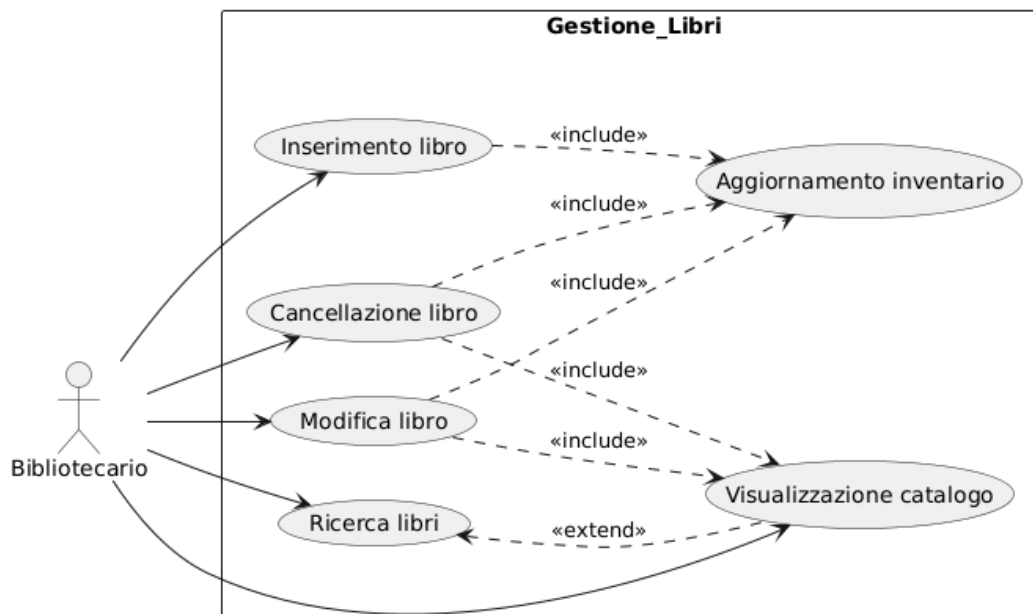 Gestione_Libri
«include»
Inserimento libro
Aggiornamento inventario
«include»
«include»
Cancellazione libro
«include»
Modifica libro
«include»
Bibliotecario
Visualizzazione catalogo
Ricerca libri
«extend»